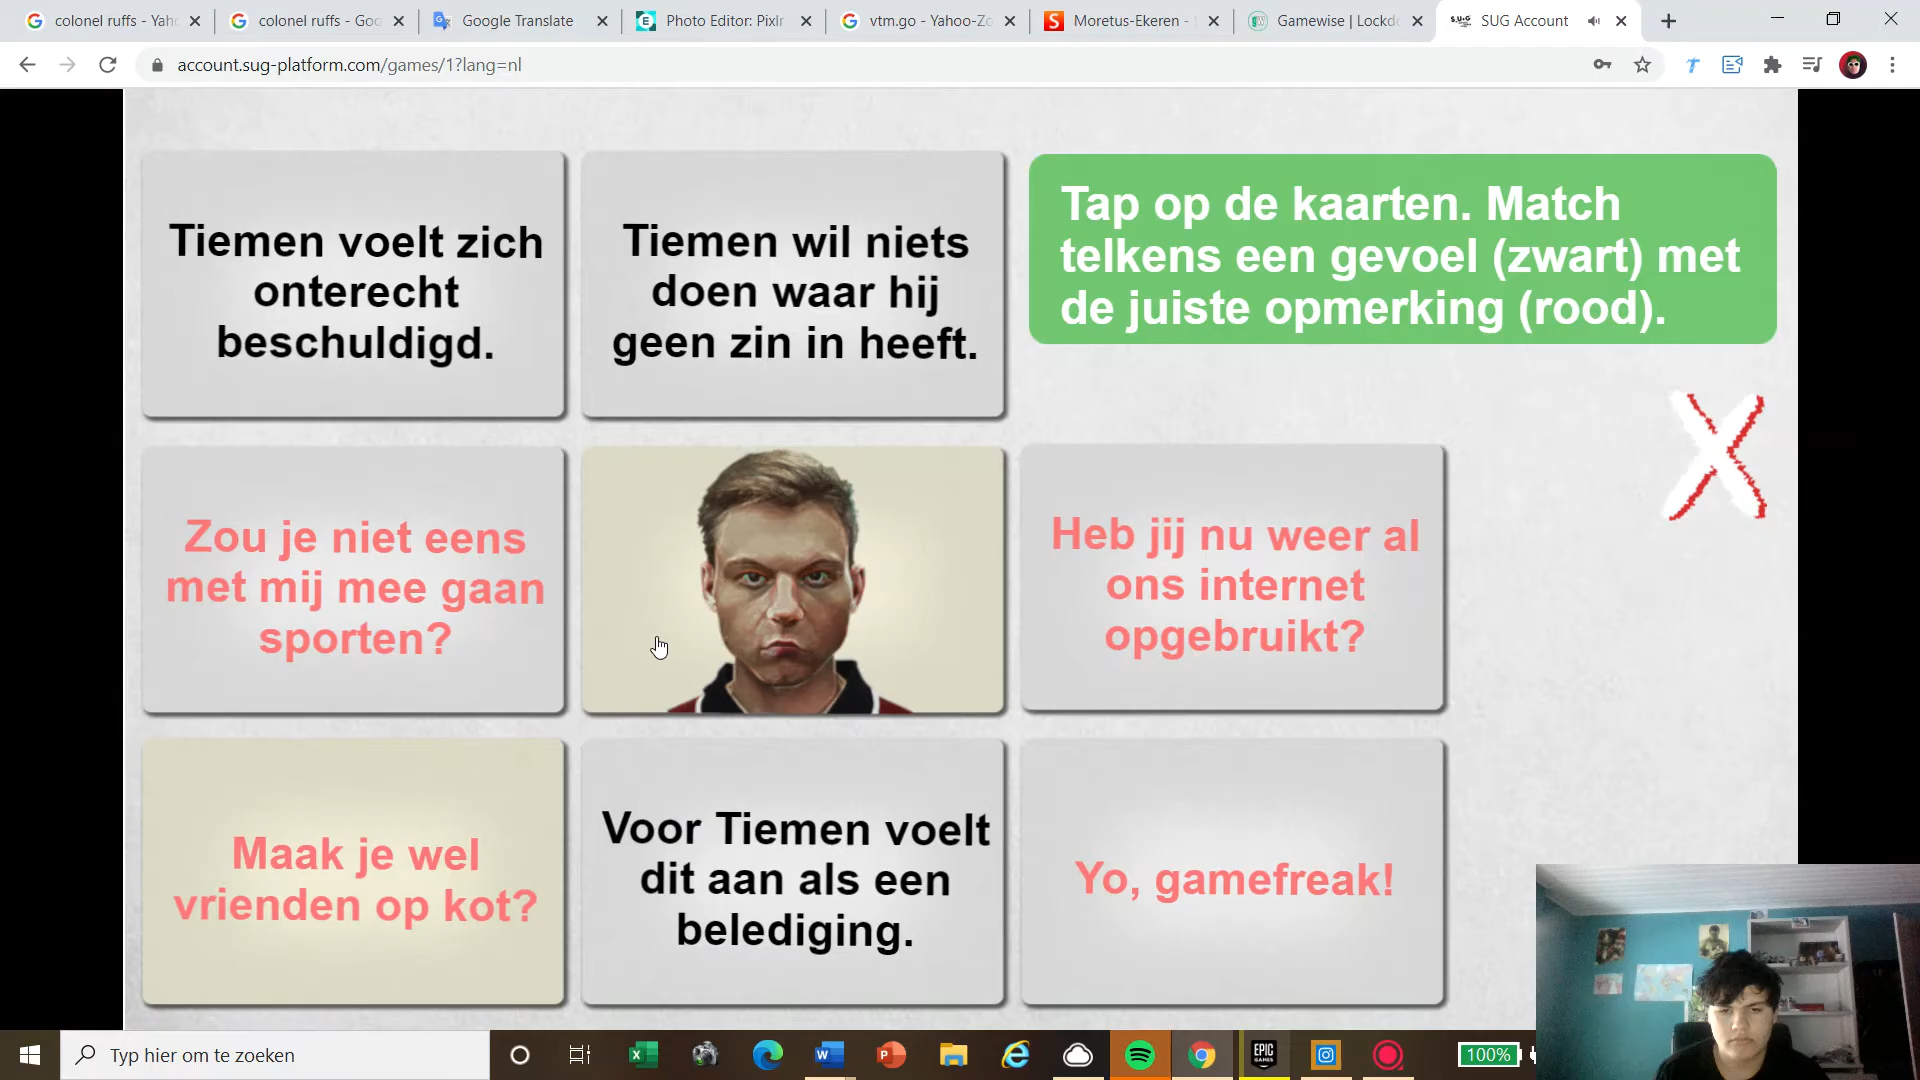 colonel ruffs - Yah
colonel ruffs - Goo
Google Translate
Photo Editor: Pixlr
vtm.go - Yahoo-Zo
Moretus-Ekeren -
Gamewise | Lockdo
SUG Account
account.sug-platform.com/games/1?lang=nl
Tiemen voelt zich
onterecht
beschuldigd.
Tiemen wil niets
doen waar hij
geen zin in heeft.
Tap op de kaarten. Match
telkens een gevoel (zwart) met
de juiste opmerking (rood).
Zou je niet eens
met mij mee gaan
sporten?
Heb jij nu weer al
ons internet
opgebruikt?
Maak je wel
vrienden op kot?
Voor Tiemen voelt
dit aan als een
belediging.
Yo, gamefreak!
Typ hier om te zoeken
EPIC
GAMES
100%